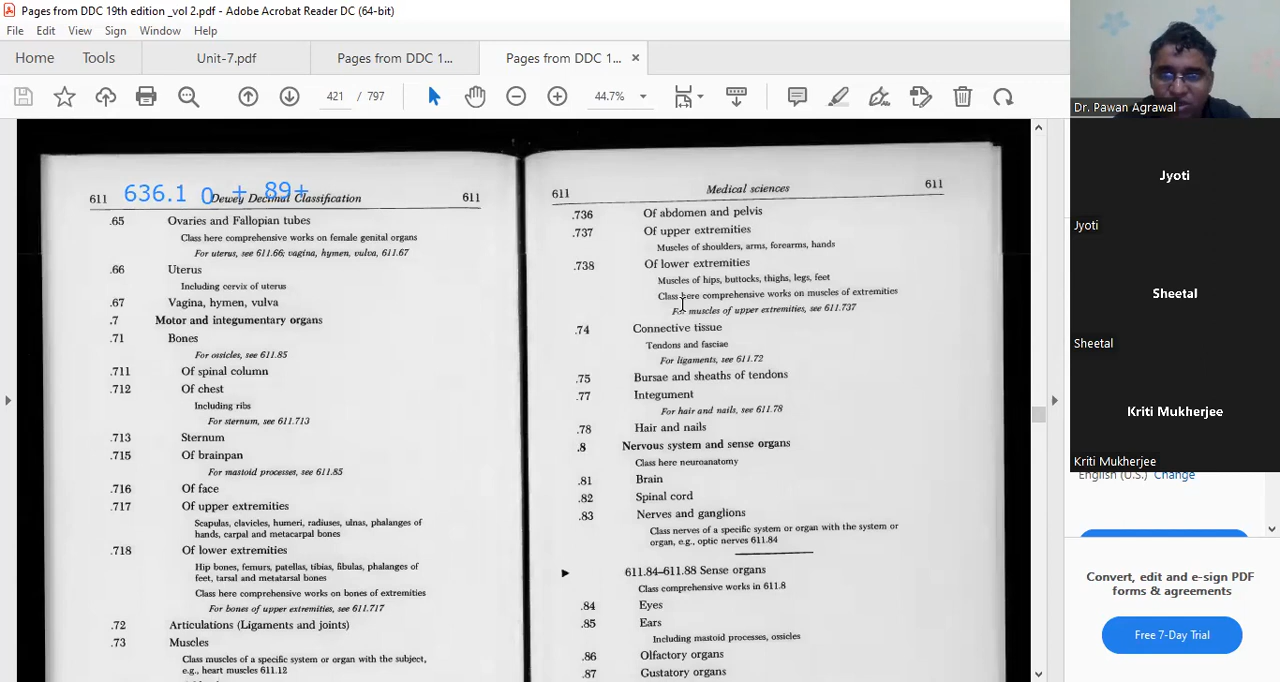 Pages from DDC 19th edition _vol 2.pdf - Adobe Acrobat Reader DC (64-bit)
File Edit View Sign Window Help
Home Tools Unit-7.pdf Pages from DDC 1... Pages from DDC 1... ×
421 / 797 44.7%
636.1 0 + 89+
611 Dewey Decimal Classification 611
.65 Ovaries and Fallopian tubes
Class here comprehensive works on female genital organs
For uterus, see 611.66; vagina, hymen, vulva, 611.67
.66 Uterus
Including cervix of uterus
.67 Vagina, hymen, vulva
.7 Motor and integumentary organs
.71 Bones
For ossicles, see 611.85
.711 Of spinal column
.712 Of chest
Including ribs
For sternum, see 611.713
.713 Sternum
.715 Of brainpan
For mastoid processes, see 611.85
.716 Of face
.717 Of upper extremities
Scapulas, clavicles, humeri, radiuses, ulnas, phalanges of
hands, carpal and metacarpal bones
.718 Of lower extremities
Hip bones, femurs, patellas, tibias, fibulas, phalanges of
feet, tarsal and metatarsal bones
Class here comprehensive works on bones of extremities
For bones of upper extremities, see 611.717
.72 Articulations (Ligaments and joints)
.73 Muscles
Class muscles of a specific system or organ with the subject,
e.g., heart muscles 611.12
611 Medical sciences 611
.736 Of abdomen and pelvis
.737 Of upper extremities
Muscles of shoulders, arms, forearms, hands
.738 Of lower extremities
Muscles of hips, buttocks, thighs, legs, feet
Class here comprehensive works on muscles of extremities
For muscles of upper extremities, see 611.737
.74 Connective tissue
Tendons and fasciae
For ligaments, see 611.72
.75 Bursae and sheaths of tendons
.77 Integument
For hair and nails, see 611.78
.78 Hair and nails
.8 Nervous system and sense organs
Class here neuroanatomy
.81 Brain
.82 Spinal cord
.83 Nerves and ganglions
Class nerves of a specific system or organ with the system or
organ, e.g., optic nerves 611.84
611.84–611.88 Sense organs
Class comprehensive works in 611.8
.84 Eyes
.85 Ears
Including mastoid processes, ossicles
.86 Olfactory organs
.87 Gustatory organs
Dr. Pawan Agrawal
Jyoti
Jyoti
Sheetal
Sheetal
Kriti Mukherjee
Kriti Mukherjee
English (U.S.) Change
Convert, edit and e-sign PDF
forms & agreements
Free 7-Day Trial